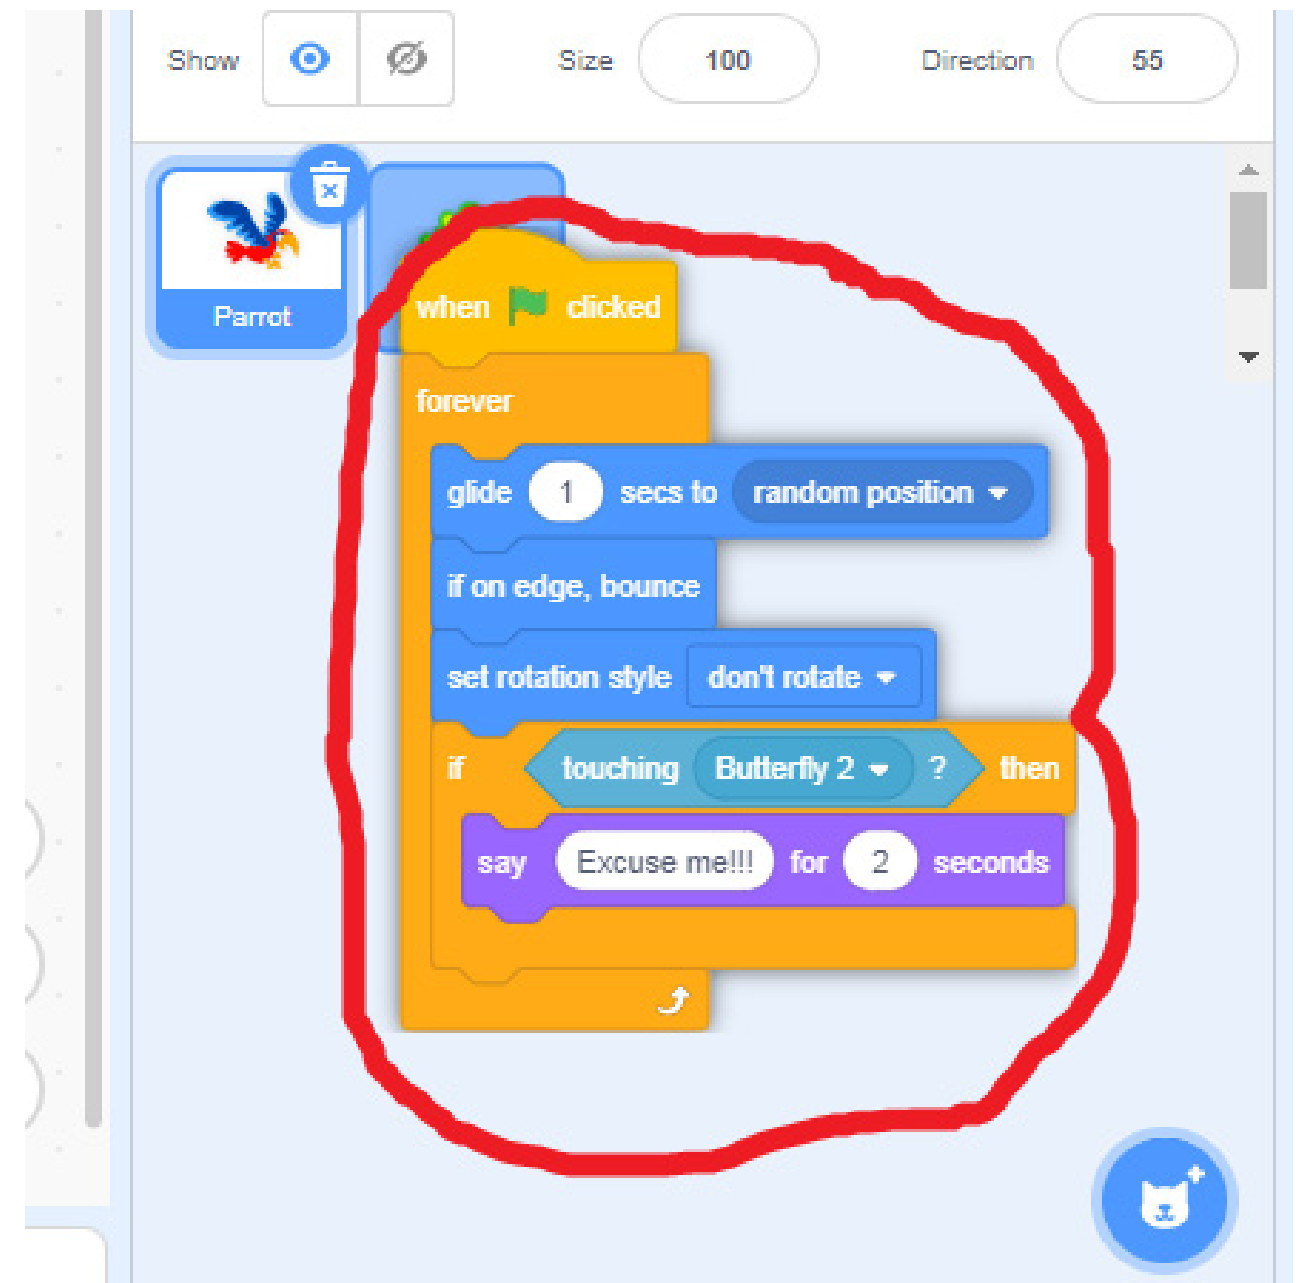 Show Size 100 Direction 55
Parrot
when clicked
forever
glide 1 secs to random position
if on edge, bounce
set rotation style don't rotate
if touching Butterfly 2 ? then
say Excuse me!!! for 2 seconds